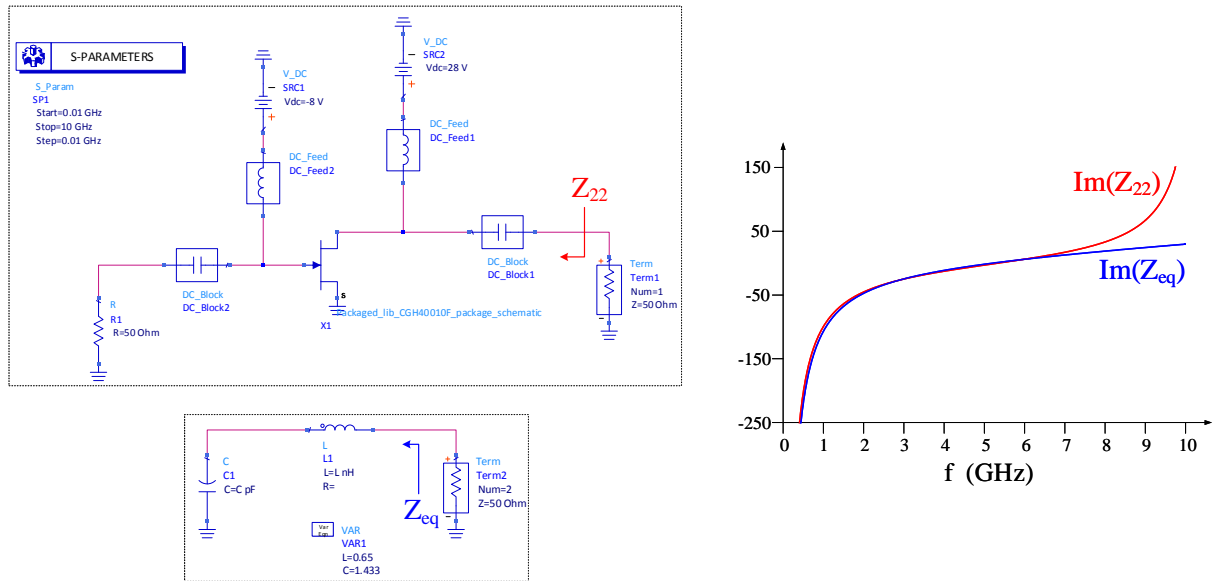 S-PARAMETERS
S_Param
SP1
Start=0.01 GHz
Stop=10 GHz
Step=0.01 GHz
V_DC
SRC1
Vdc=-8 V
+
DC_Feed
DC_Feed2
V_DC
SRC2
Vdc=28 V
+
DC_Feed
DC_Feed1
Z22
DC_Block
DC_Block2
R
R1
R=50 Ohm
S
Packaged_lib_CGH40010F_package_schematic
X1
DC_Block
DC_Block1
+
Term
Term1
Num=1
Z=50 Ohm
C
C1
C=C pF
L
L1
L=L nH
R=
Zeq
+
Term
Term2
Num=2
Z=50 Ohm
Var
Eqn
VAR
VAR1
L=0.65
C=1.433
150
50
-50
-150
-250
Im(Z22)
Im(Zeq)
0 1 2 3 4 5 6 7 8 9 10
f (GHz)